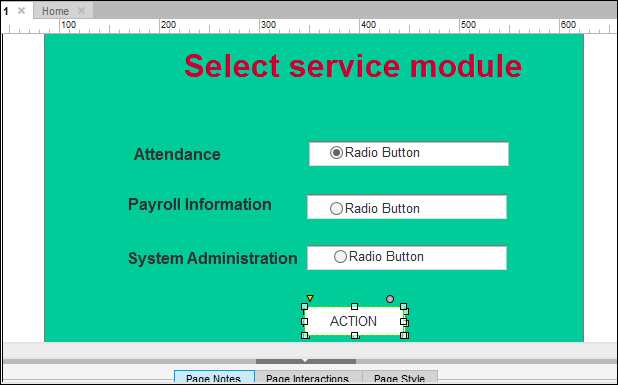 1 Home
100 200 300 400 500 600
Select service module
Attendance
Radio Button
Payroll Information
Radio Button
System Administration
Radio Button
ACTION
Page Notes Page Interactions Page Style